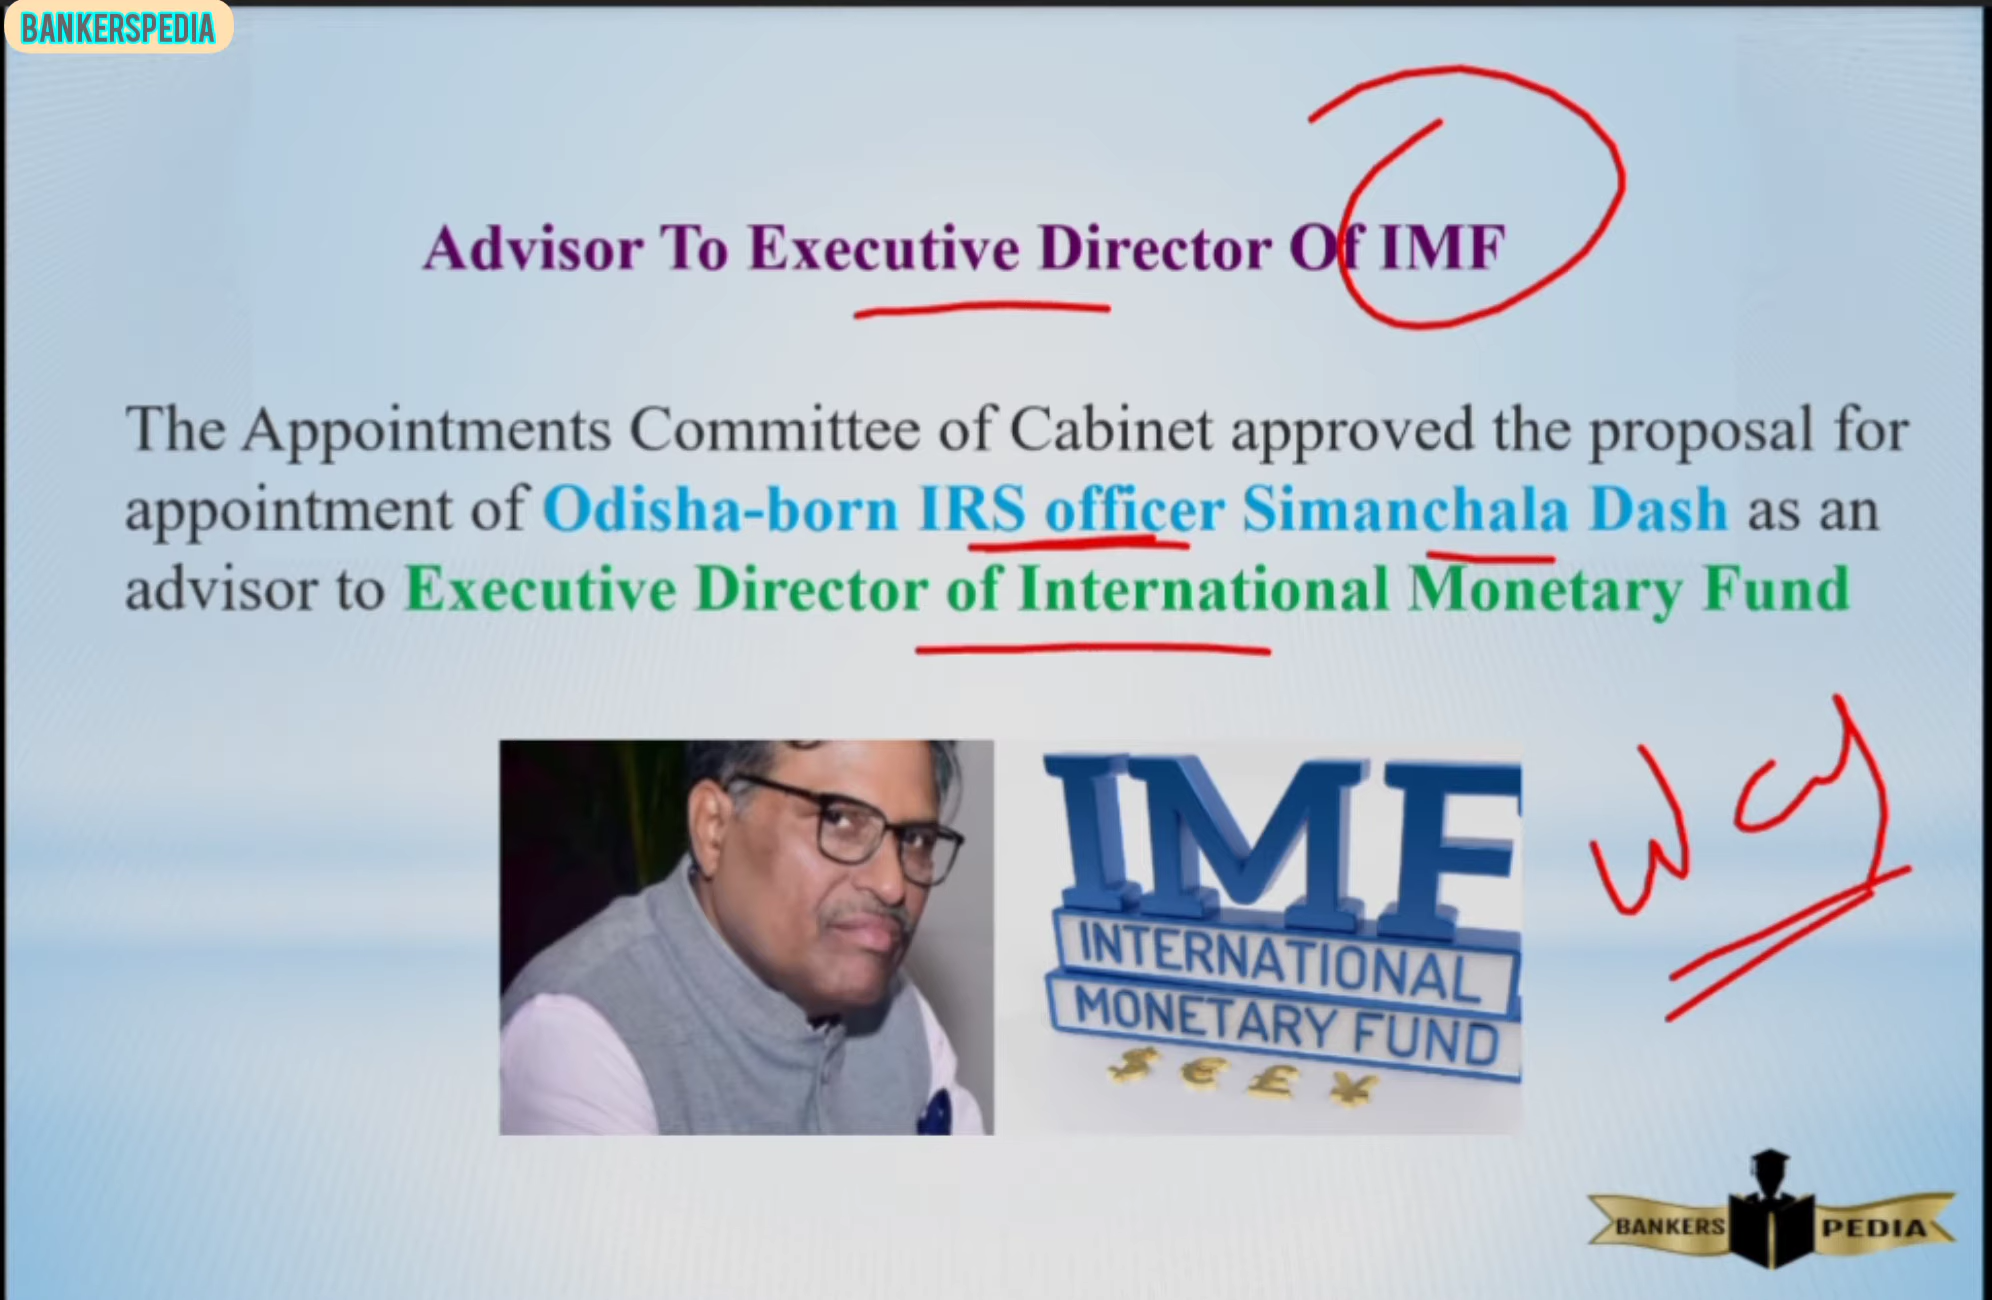 BANKERSPEDIA
Advisor To Executive Director Of IMF
The Appointments Committee of Cabinet approved the proposal for
appointment of Odisha-born IRS officer Simanchala Dash as an
advisor to Executive Director of International Monetary Fund
IMF
INTERNATIONAL
MONETARY FUND
$ € £ ¥
BANKERS PEDIA